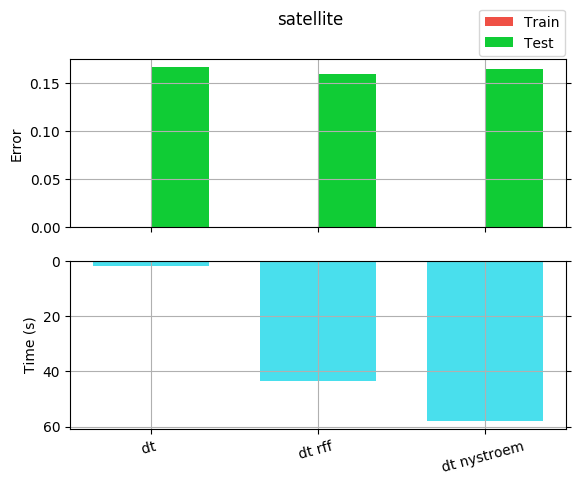 satellite
Train
Test
0.15
0.10
0.05
0.00
Error
0
20
40
60
Time (s)
dt
dt rff
dt nystroem